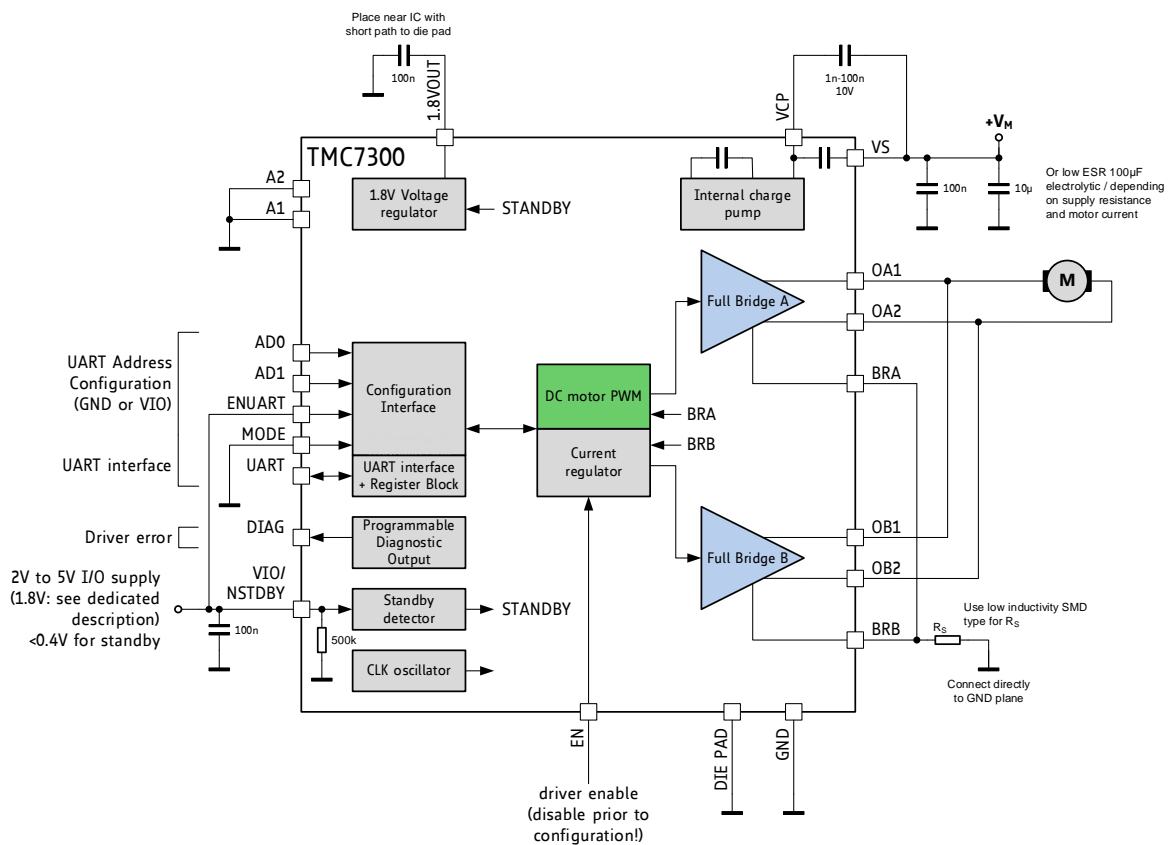 Place near IC with
short path to die pad
100n
1.8VOUT
VCP
1n-100n
10V
+VM
VS
100n
10µ
Or low ESR 100µF
electrolytic / depending
on supply resistance
and motor current
TMC7300
A2
A1
1.8V Voltage
regulator
STANDBY
Internal charge
pump
Full Bridge A
OA1
OA2
M
BRA
UART Address
Configuration
(GND or VIO)
UART interface
AD0
AD1
ENUART
MODE
UART
Configuration
Interface
UART interface
+ Register Block
DC motor PWM
BRA
BRB
Current
regulator
Driver error
DIAG
Programmable
Diagnostic
Output
Full Bridge B
OB1
OB2
BRB
2V to 5V I/O supply
(1.8V: see dedicated
description)
<0.4V for standby
VIO/
NSTDBY
100n
500k
Standby
detector
STANDBY
CLK oscillator
Use low inductivity SMD
type for RS
RS
Connect directly
to GND plane
EN
DIE PAD
GND
driver enable
(disable prior to
configuration!)